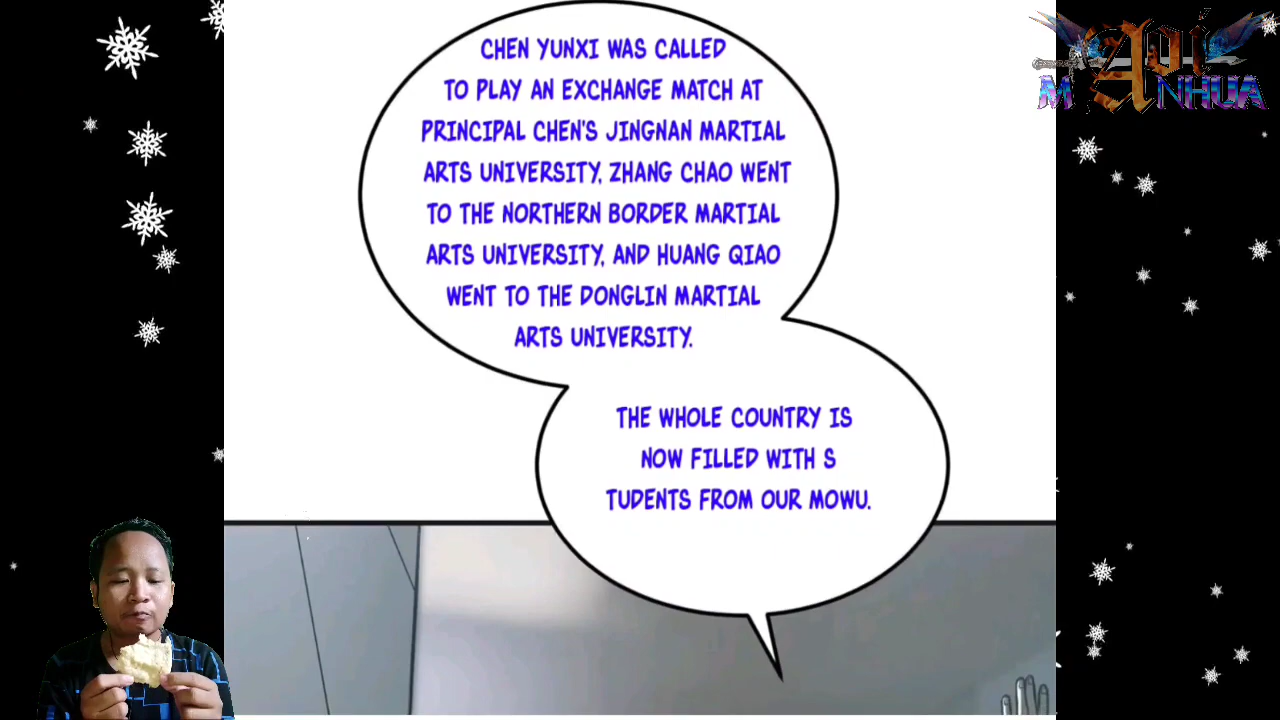 CHEN YUNXI WAS CALLED
TO PLAY AN EXCHANGE MATCH AT
PRINCIPAL CHEN'S JINGNAN MARTIAL
ARTS UNIVERSITY, ZHANG CHAO WENT
TO THE NORTHERN BORDER MARTIAL
ARTS UNIVERSITY, AND HUANG QIAO
WENT TO THE DONGLIN MARTIAL
ARTS UNIVERSITY.
THE WHOLE COUNTRY IS
NOW FILLED WITH S
TUDENTS FROM OUR MOWU.
Aoi
MANHUA